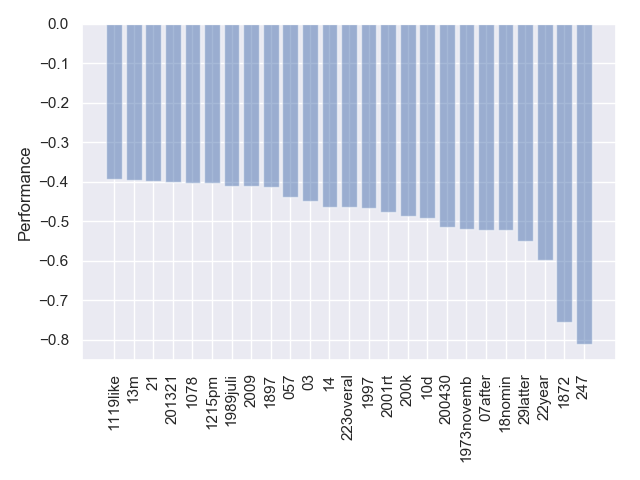 0.0
−0.1
−0.2
−0.3
−0.4
−0.5
−0.6
−0.7
−0.8
Performance
1119like
13m
21
201321
1078
1215pm
1989juli
2009
1897
057
03
14
223overal
1997
2001rt
200k
10d
200430
1973novemb
07after
18nomin
29latter
22year
1872
247